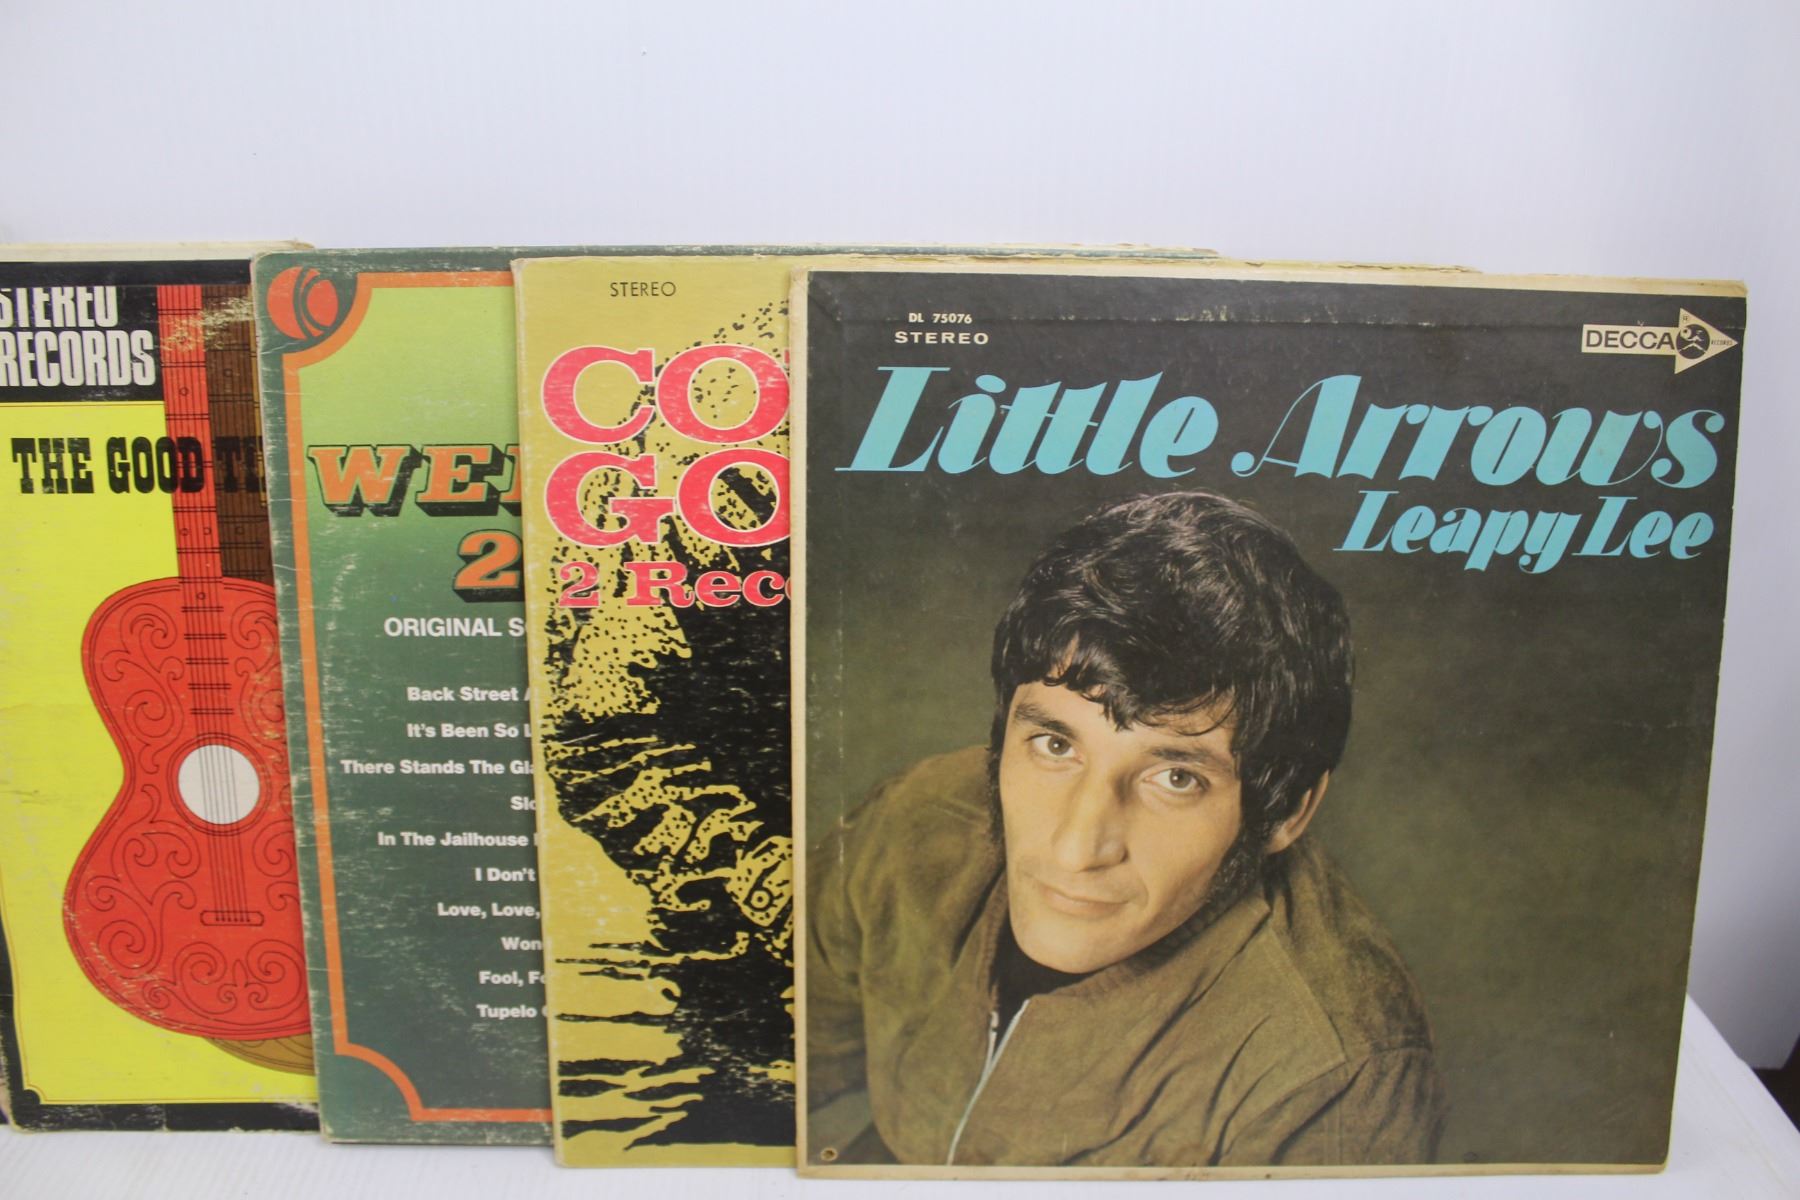 STEREO
RECORDS
THE GOOD
K
WE
2
ORIGINAL
Back Street
It's Been So
There Stands The
In The Jailhouse
I Don't
Love, Love,
Fool,
Tupelo
STEREO
CO
GO
2 Reco
DL 75076
STEREO
DECCA
RECORDS
Little Arrows
Leapy Lee